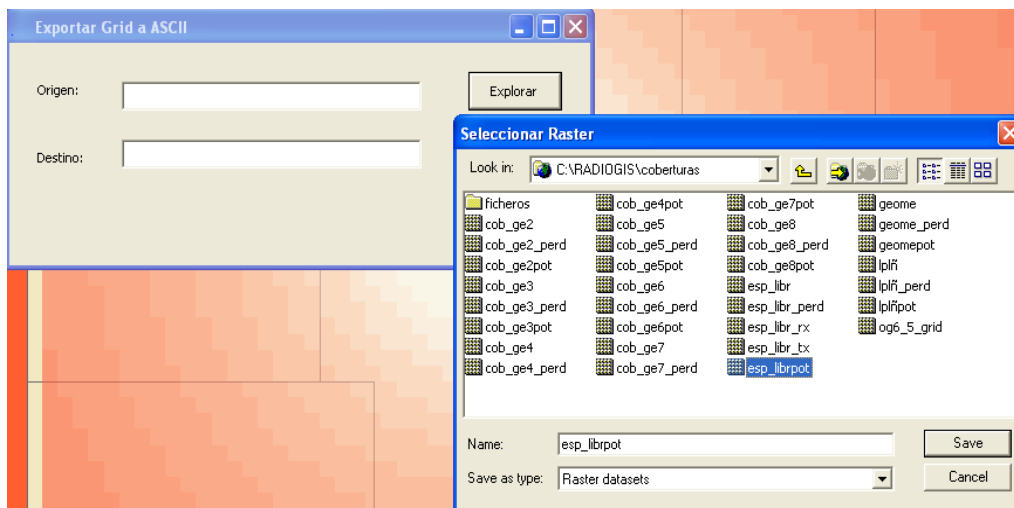 Exportar Grid a ASCII
Origen:
Explorar
Destino:
Seleccionar Raster
Look in: C:\RADIOGIS\coberturas
ficheros cob_ge4pot cob_ge7pot geome
cob_ge2 cob_ge5 cob_ge8 geome_perd
cob_ge2_perd cob_ge5_perd cob_ge8_perd geomepot
cob_ge2pot cob_ge5pot cob_ge8pot lplñ
cob_ge3 cob_ge6 esp_libr lplñ_perd
cob_ge3_perd cob_ge6_perd esp_libr_perd lplñpot
cob_ge3pot cob_ge6pot esp_libr_rx og6_5_grid
cob_ge4 cob_ge7 esp_libr_tx
cob_ge4_perd cob_ge7_perd esp_librpot
Name: esp_librpot Save
Save as type: Raster datasets Cancel